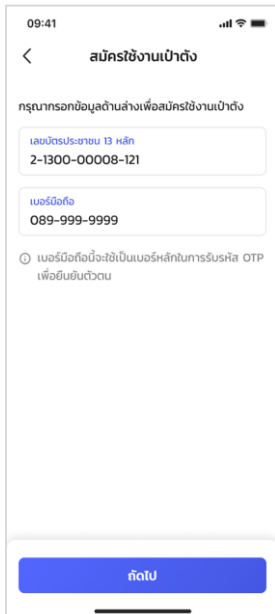 09:41
สมัครใช้งานเป๋าตัง
กรุณากรอกข้อมูลด้านล่างเพื่อสมัครใช้งานเป๋าตัง
เลขบัตรประชาชน 13 หลัก
2-1300-00008-121
เบอร์มือถือ
089-999-9999
เบอร์มือถือนี้จะใช้เป็นเบอร์หลักในการรับรหัส OTP
เพื่อยืนยันตัวตน
ถัดไป